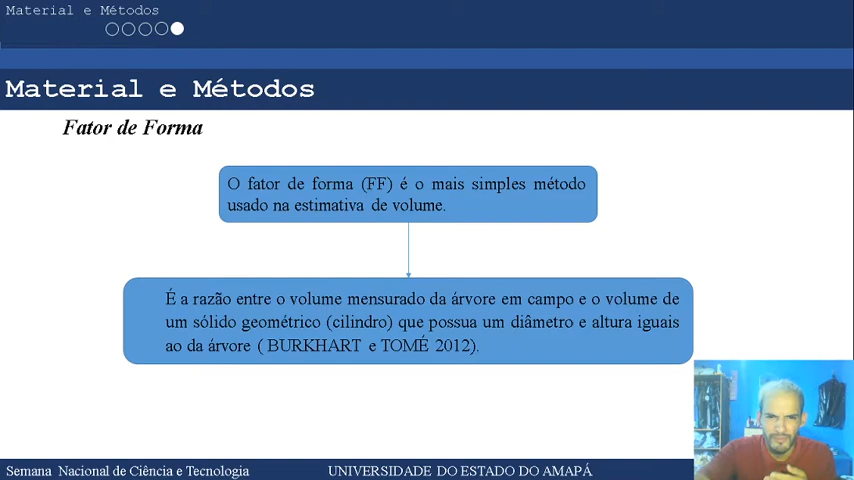 Material e Métodos
Material e Métodos
Fator de Forma
O fator de forma (FF) é o mais simples método
usado na estimativa de volume.
É a razão entre o volume mensurado da árvore em campo e o volume de
um sólido geométrico (cilindro) que possua um diâmetro e altura iguais
ao da árvore ( BURKHART e TOMÉ 2012).
Semana Nacional de Ciência e Tecnologia
UNIVERSIDADE DO ESTADO DO AMAPÁ